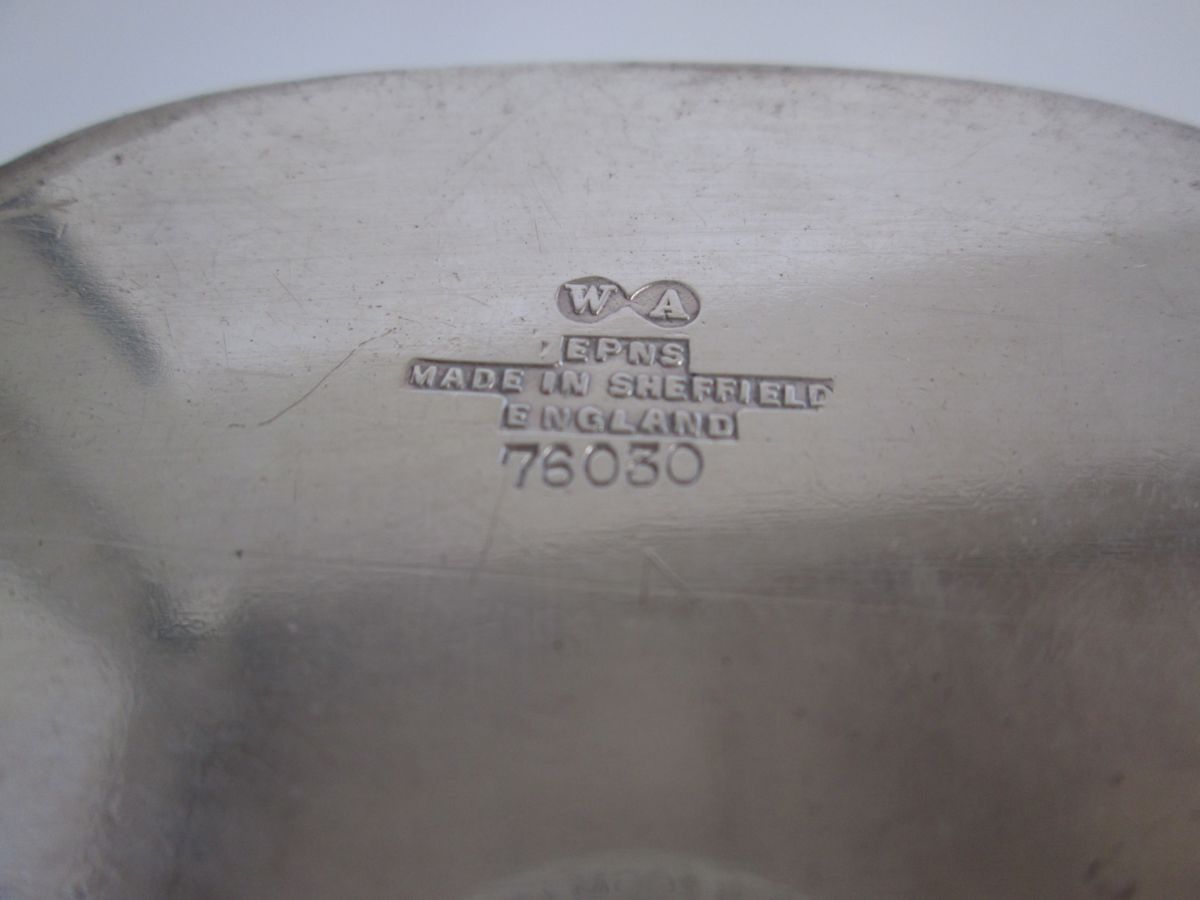 W A
EPNS
MADE IN SHEFFIELD
ENGLAND
76030